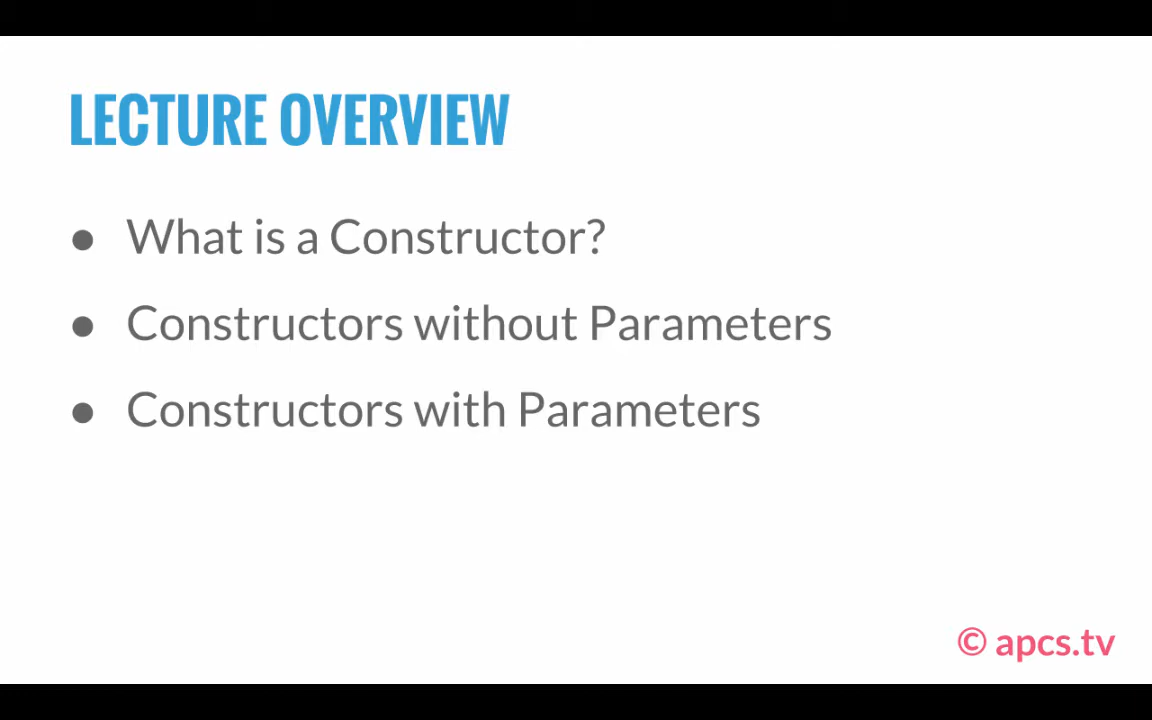 LECTURE OVERVIEW
● What is a Constructor?
● Constructors without Parameters
● Constructors with Parameters
© apcs.tv